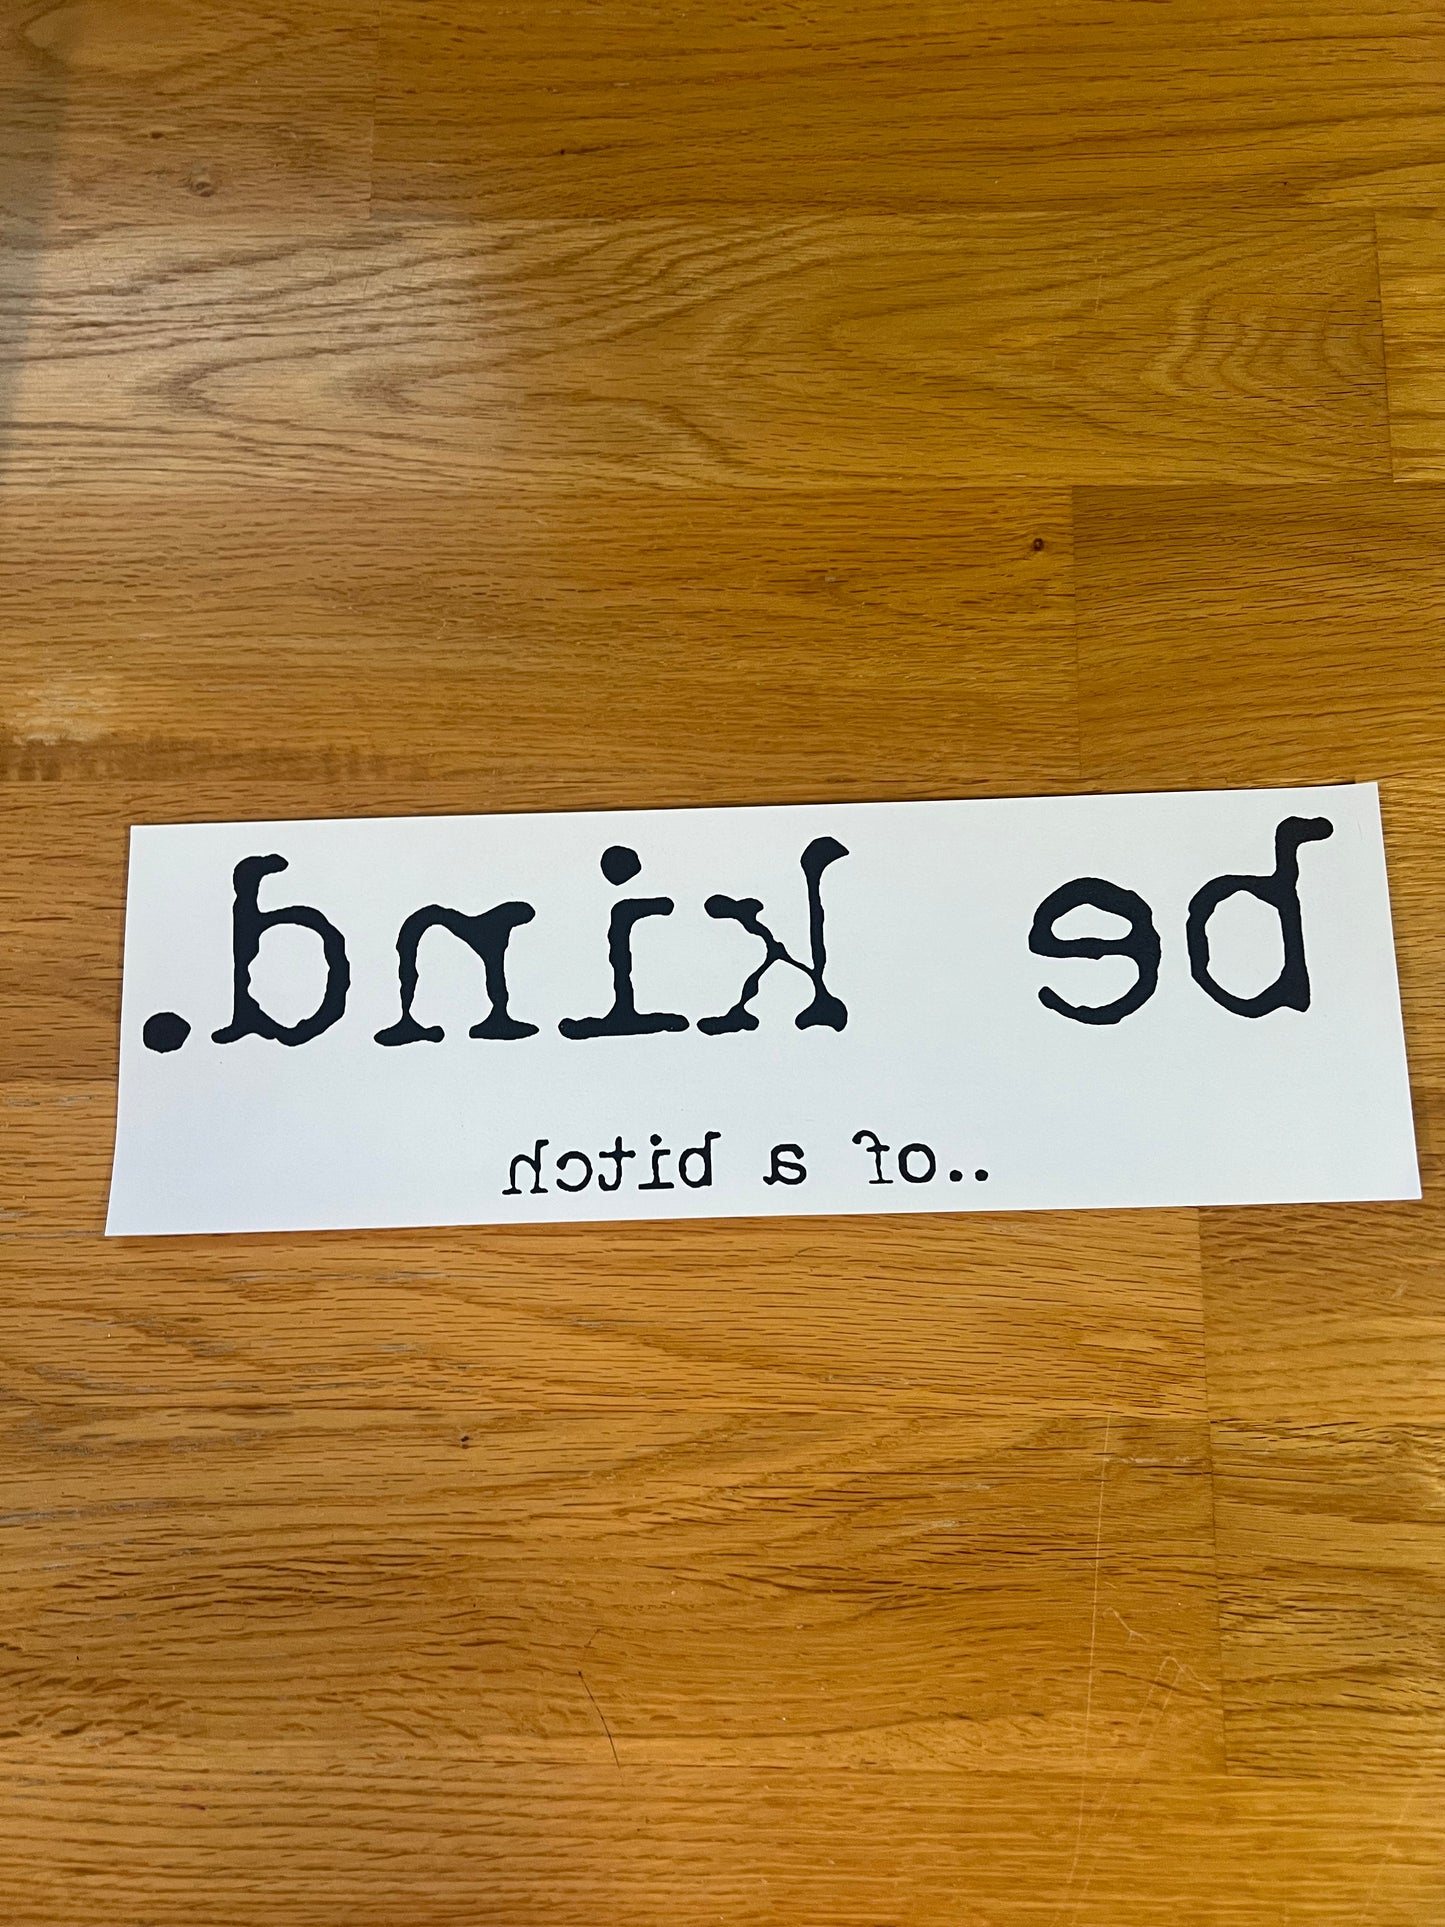 be kind.
..of a bitch